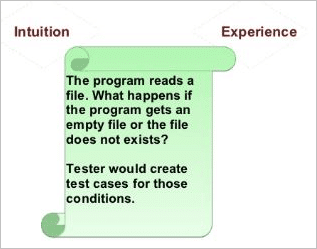 Intuition
Experience
The program reads a
file. What happens if
the program gets an
empty file or the file
does not exists?
Tester would create
test cases for those
conditions.